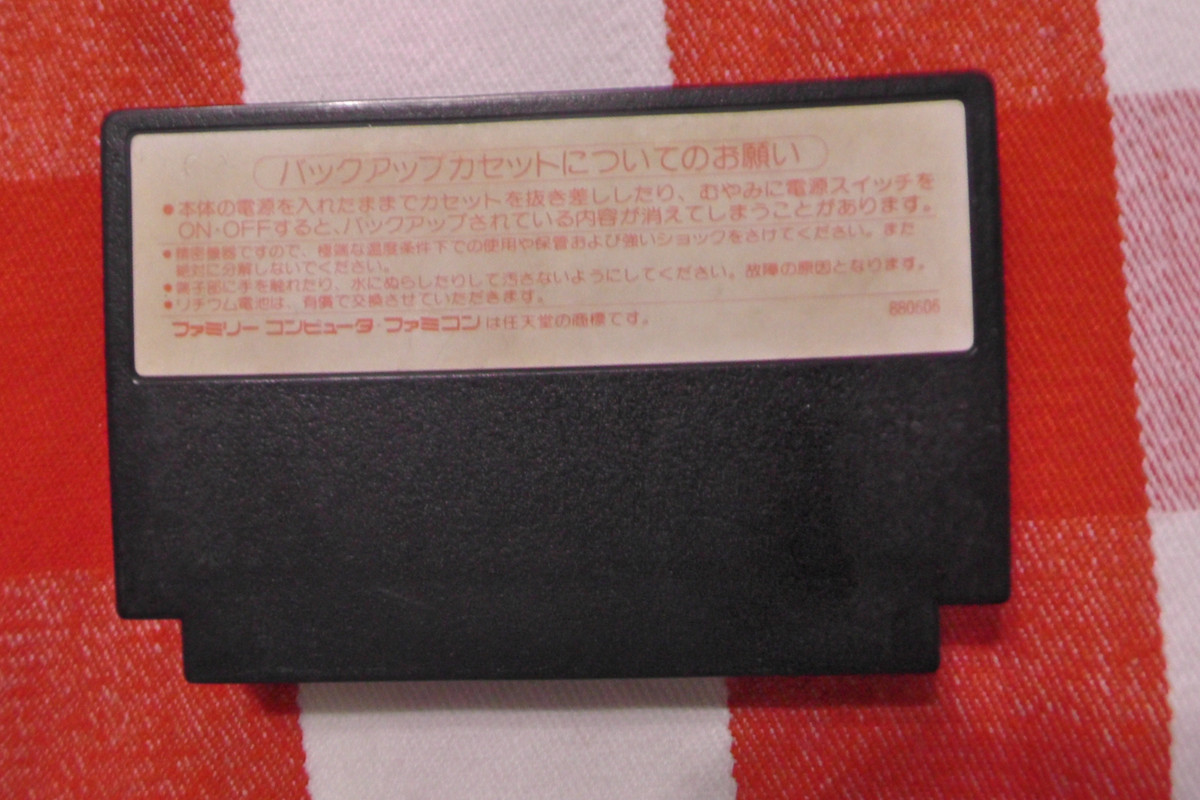 バックアップカセットについてのお願い
●本体の電源を入れたままでカセットを抜き差ししたり、むやみに電源スイッチを
ON・OFFすると、バックアップされている内容が消えてしまうことがあります。
●精密機器ですので、極端な温度条件下での使用や保管および強いショックをさけてください。また
絶対に分解しないでください。
●端子部に手を触れたり、水にぬらしたりして汚さないようにしてください。故障の原因となります。
●リチウム電池は、有償で交換させていただきます。
ファミリーコンピュータ・ファミコンは任天堂の商標です。
880606